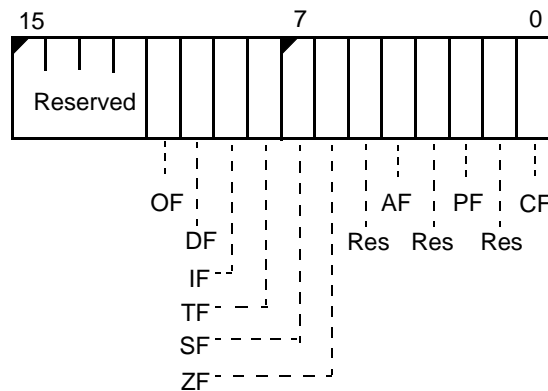 15 7 0
Reserved
OF AF PF CF
DF Res Res Res
IF
TF
SF
ZF